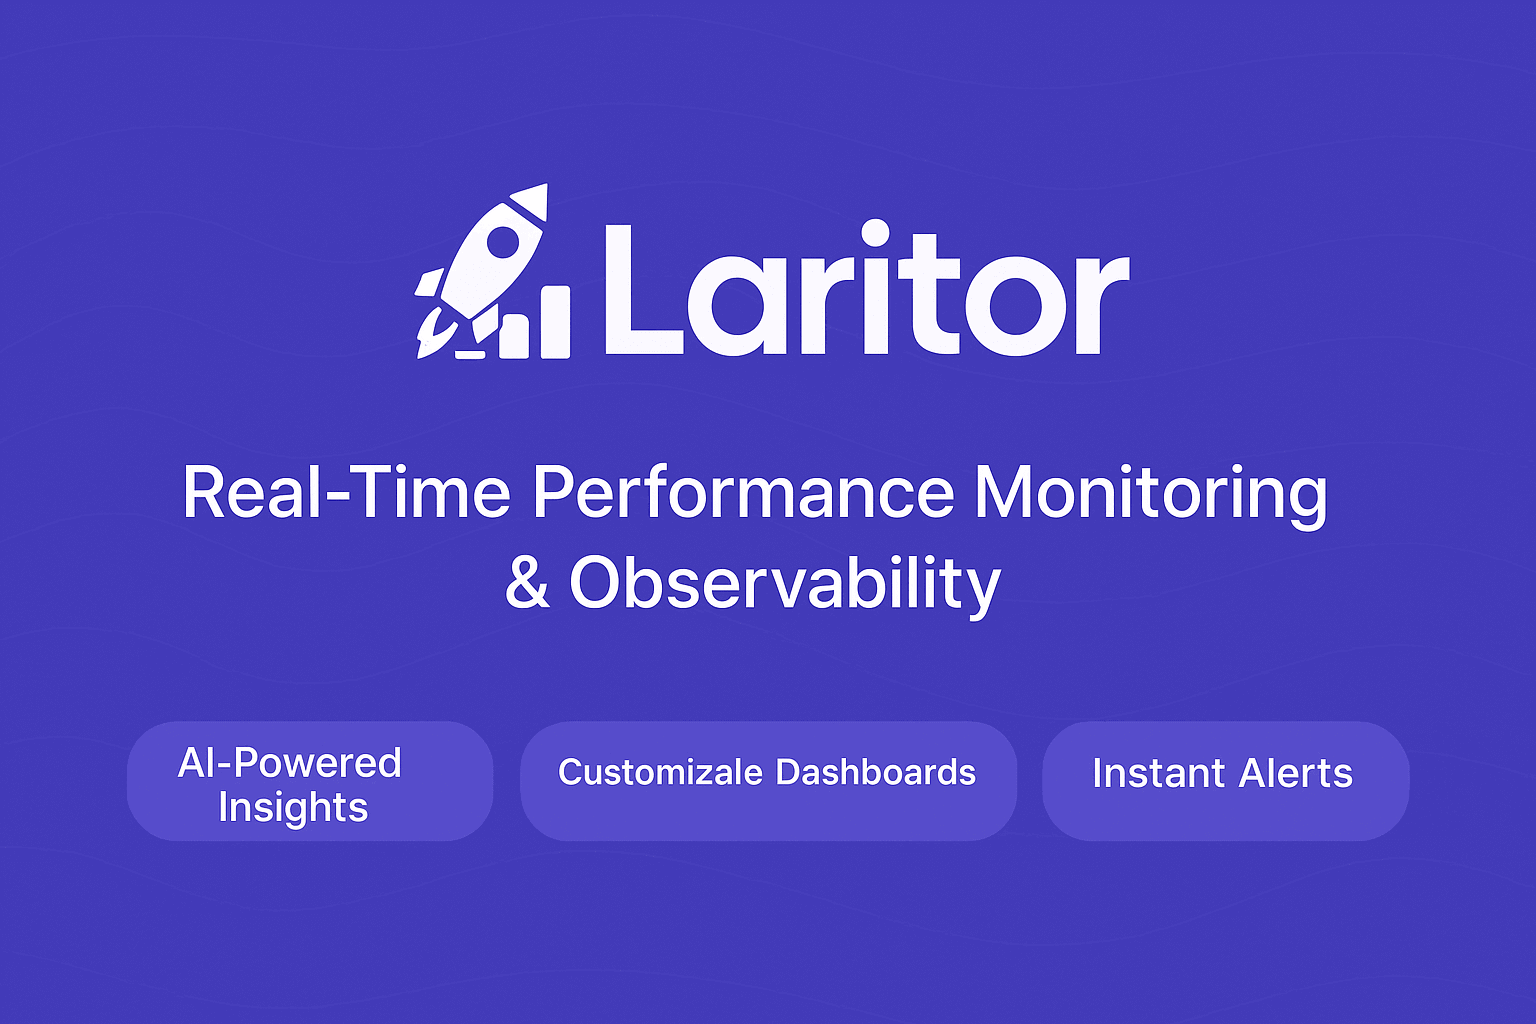 Laritor
Real-Time Performance Monitoring
& Observability
AI-Powered
Insights
Customizale Dashboards
Instant Alerts